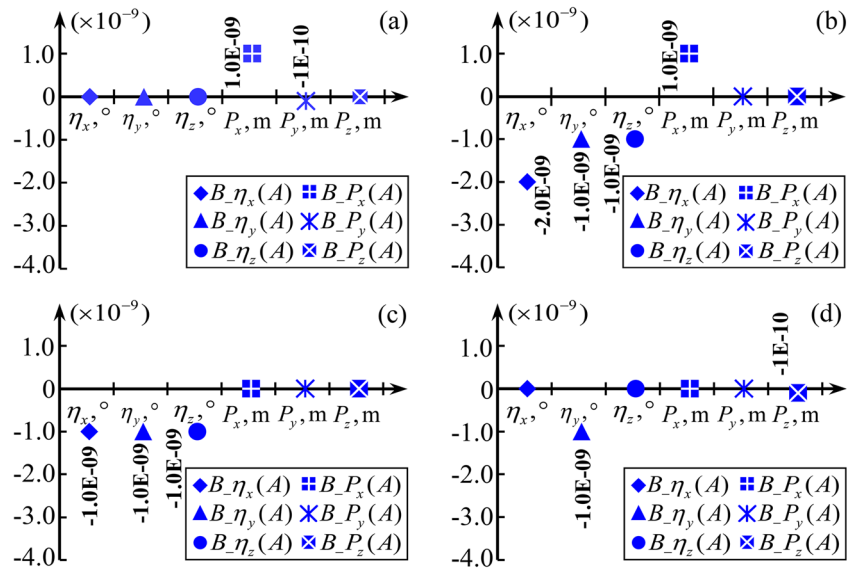 (×10⁻⁹) (a)
1.0E-09
-1E-10
1.0
0
ηx,° ηy,° ηz,° Px,m Py,m Pz,m
-1.0
-2.0
-3.0
-4.0
B_ηx(A) B_Px(A)
B_ηy(A) B_Py(A)
B_ηz(A) B_Pz(A)
(×10⁻⁹) (b)
1.0E-09
1.0
0
ηx,° ηy,° ηz,° Px,m Py,m Pz,m
-1.0
-2.0
-3.0
-4.0
-2.0E-09
-1.0E-09
-1.0E-09
B_ηx(A) B_Px(A)
B_ηy(A) B_Py(A)
B_ηz(A) B_Pz(A)
(×10⁻⁹) (c)
1.0
0
ηx,° ηy,° ηz,° Px,m Py,m Pz,m
-1.0
-2.0
-3.0
-4.0
-1.0E-09
-1.0E-09
-1.0E-09
B_ηx(A) B_Px(A)
B_ηy(A) B_Py(A)
B_ηz(A) B_Pz(A)
(×10⁻⁹) (d)
-1E-10
1.0
0
ηx,° ηy,° ηz,° Px,m Py,m Pz,m
-1.0
-2.0
-3.0
-4.0
-1.0E-09
B_ηx(A) B_Px(A)
B_ηy(A) B_Py(A)
B_ηz(A) B_Pz(A)